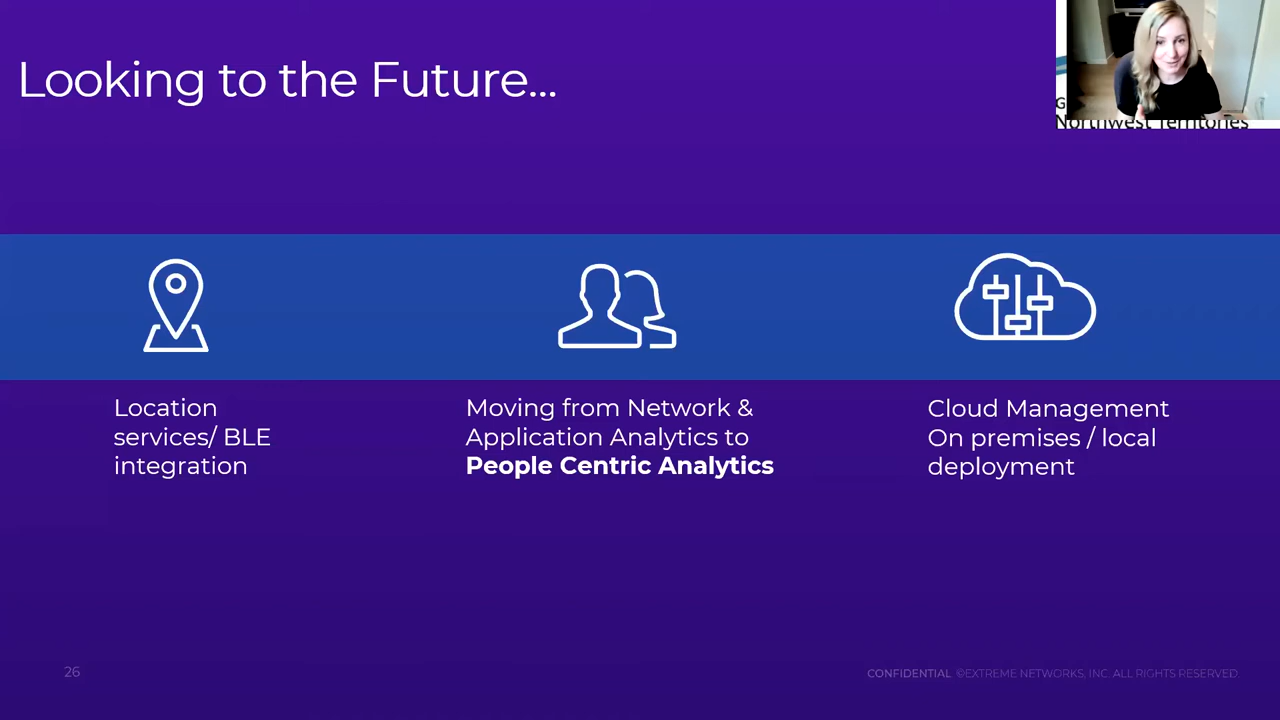 Looking to the Future...
Northwest Territories
Location
services/ BLE
integration
Moving from Network &
Application Analytics to
People Centric Analytics
Cloud Management
On premises / local
deployment
26
CONFIDENTIAL ©EXTREME NETWORKS, INC. ALL RIGHTS RESERVED.